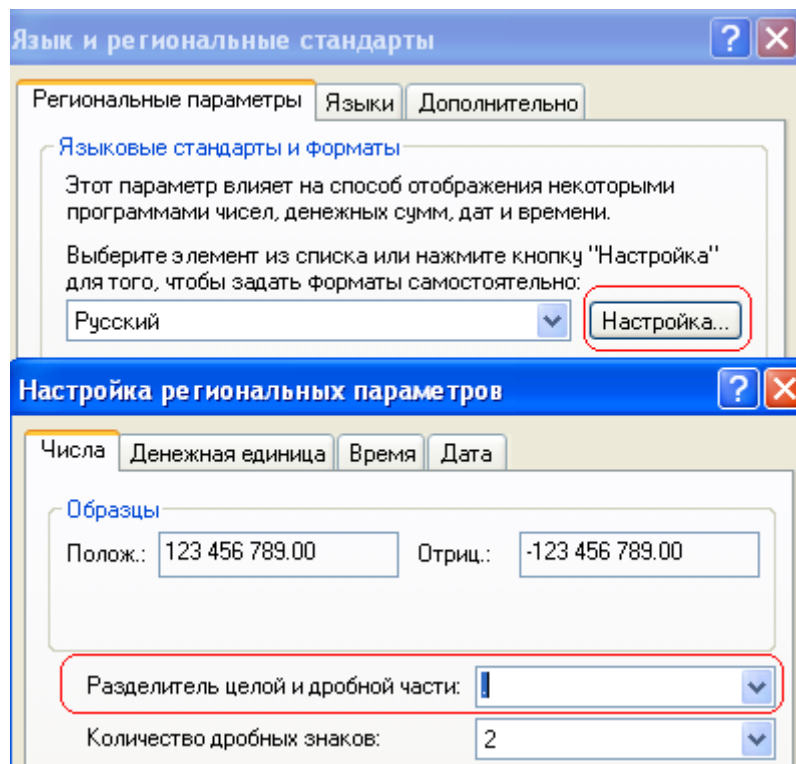 Язык и региональные стандарты
Региональные параметры Языки Дополнительно
Языковые стандарты и форматы
Этот параметр влияет на способ отображения некоторыми
программами чисел, денежных сумм, дат и времени.
Выберите элемент из списка или нажмите кнопку "Настройка"
для того, чтобы задать форматы самостоятельно:
Русский Настройка...
Настройка региональных параметров
Числа Денежная единица Время Дата
Образцы
Полож.: 123 456 789.00 Отриц.: -123 456 789.00
Разделитель целой и дробной части: .
Количество дробных знаков: 2